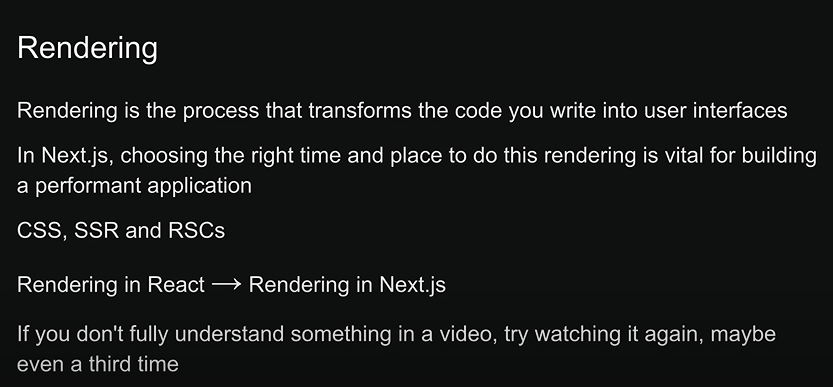 Rendering
Rendering is the process that transforms the code you write into user interfaces
In Next.js, choosing the right time and place to do this rendering is vital for building
a performant application
CSS, SSR and RSCs
Rendering in React ⟶ Rendering in Next.js
If you don't fully understand something in a video, try watching it again, maybe
even a third time